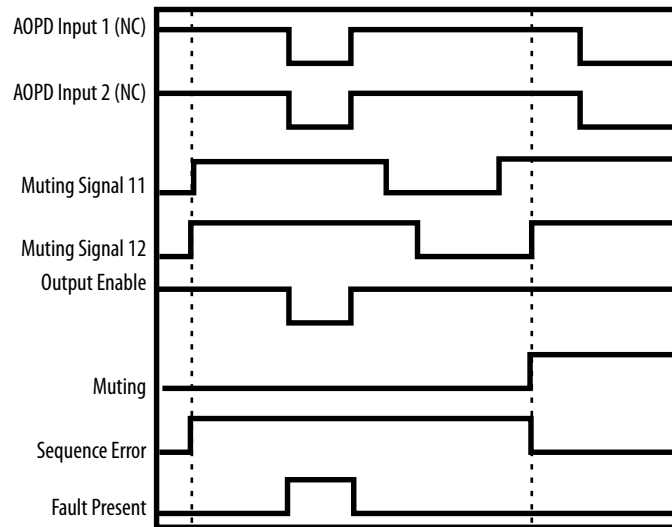 AOPD Input 1 (NC)
AOPD Input 2 (NC)
Muting Signal 11
Muting Signal 12
Output Enable
Muting
Sequence Error
Fault Present